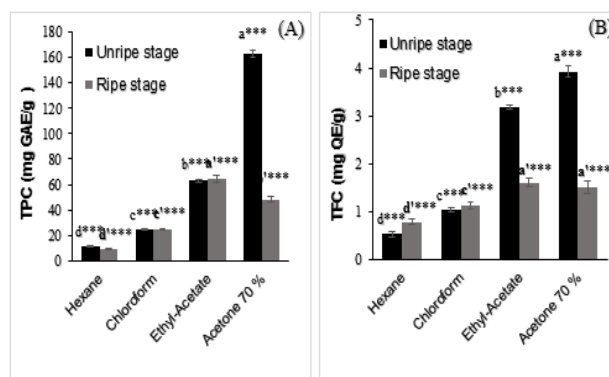 (A)
TPC (mg GAE/g)
180
160
140
120
100
80
60
40
20
0
Unripe stage
Ripe stage
d***
d'***
c***
c'***
b***
a'***
a***
'***
Hexane
Chloroform
Ethyl-Acetate
Acetone 70 %
(B)
TFC (mg QE/g)
5
4
3
2
1
0
Unripe stage
Ripe stage
d***
d'***
c***
c'***
b***
a'***
a***
a'***
Hexane
Chloroform
Ethyl-Acetate
Acetone 70 %